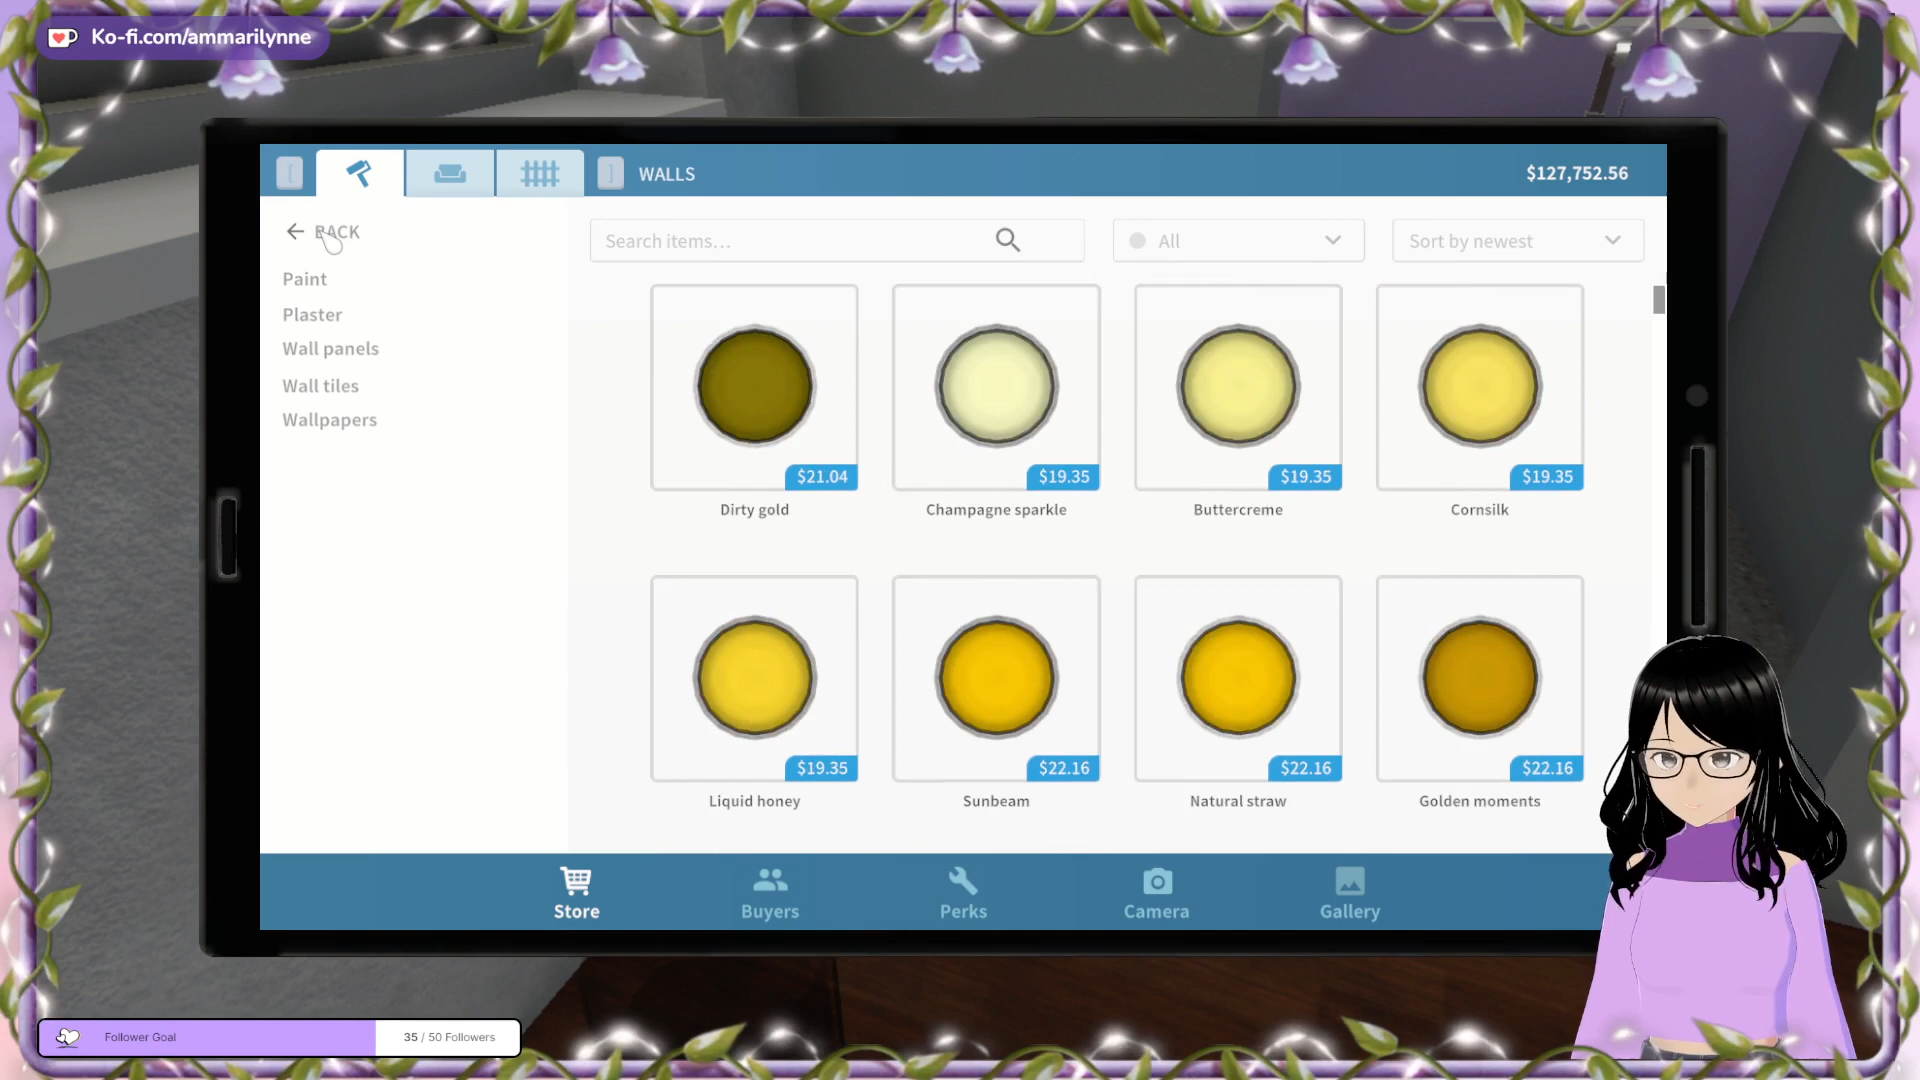 Ko-fi.com/ammarilynne
[
]
WALLS
$127,752.56
BACK
Search items...
All
Sort by newest
Paint
Plaster
Wall panels
Wall tiles
Wallpapers
$21.04
$19.35
$19.35
$19.35
Dirty gold
Champagne sparkle
Buttercreme
Cornsilk
$19.35
$22.16
$22.16
$22.16
Liquid honey
Sunbeam
Natural straw
Golden moments
Store
Buyers
Perks
Camera
Gallery
Follower Goal
35 / 50 Followers